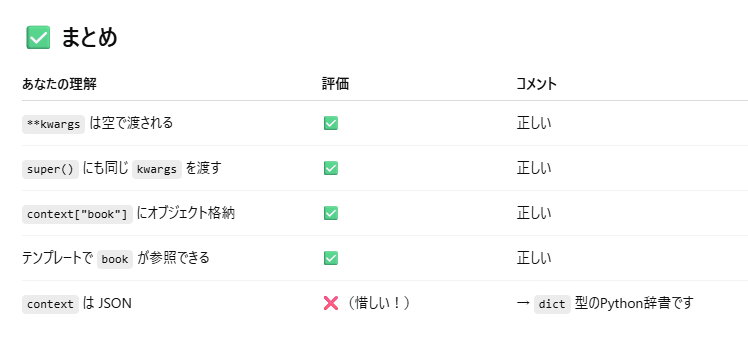 ✅ まとめ
あなたの理解 評価 コメント
**kwargs は空で渡される ✅ 正しい
super() にも同じ kwargs を渡す ✅ 正しい
context["book"] にオブジェクト格納 ✅ 正しい
テンプレートで book が参照できる ✅ 正しい
context は JSON ❌（惜しい！） → dict 型のPython辞書です